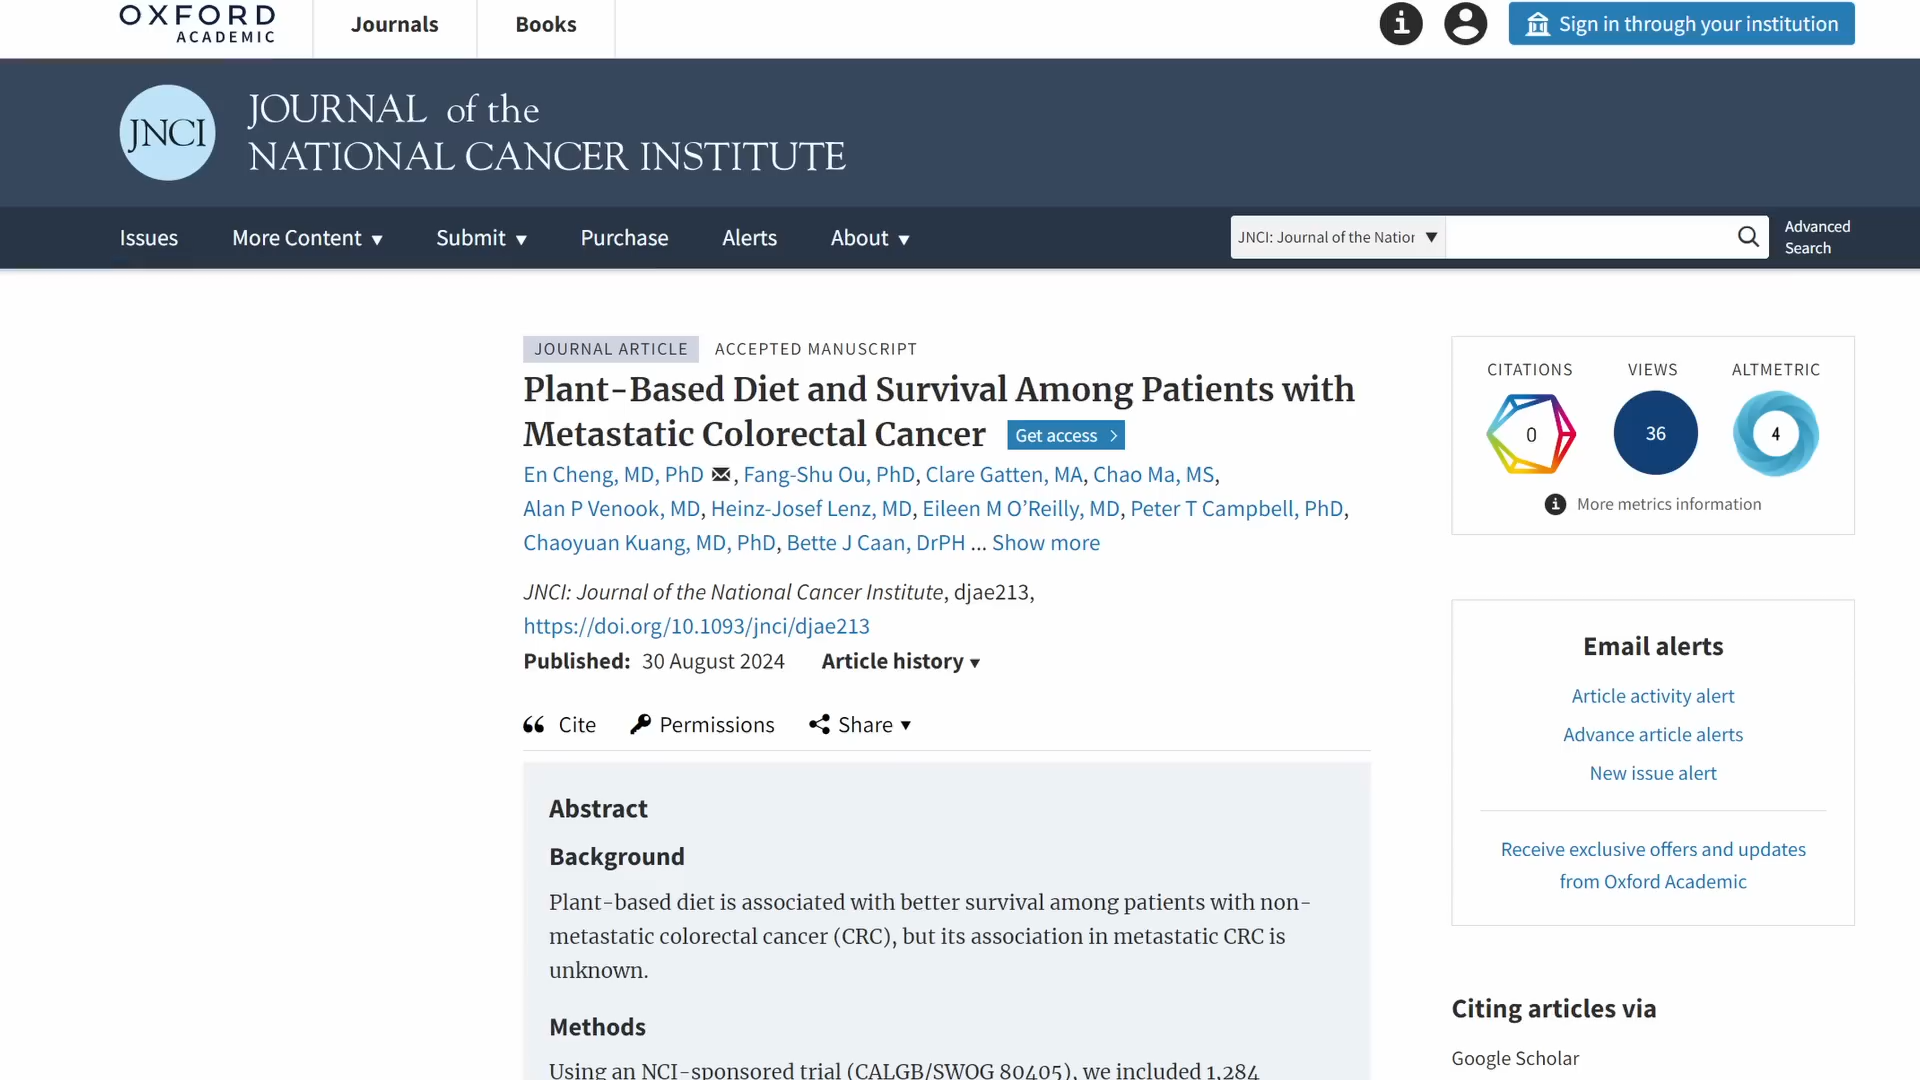 OXFORD
ACADEMIC
Journals
Books
Sign in through your institution
JNCI
JOURNAL of the
NATIONAL CANCER INSTITUTE
Issues
More Content ▼
Submit ▼
Purchase
Alerts
About ▼
JNCI: Journal of the Nation ▼
Advanced
Search
JOURNAL ARTICLE ACCEPTED MANUSCRIPT
Plant-Based Diet and Survival Among Patients with
Metastatic Colorectal Cancer Get access >
En Cheng, MD, PhD, Fang-Shu Ou, PhD, Clare Gatten, MA, Chao Ma, MS,
Alan P Venook, MD, Heinz-Josef Lenz, MD, Eileen M O’Reilly, MD, Peter T Campbell, PhD,
Chaoyuan Kuang, MD, PhD, Bette J Caan, DrPH ... Show more
JNCI: Journal of the National Cancer Institute, djae213,
https://doi.org/10.1093/jnci/djae213
Published: 30 August 2024 Article history ▼
Cite Permissions Share ▼
Abstract
Background
Plant-based diet is associated with better survival among patients with non-
metastatic colorectal cancer (CRC), but its association in metastatic CRC is
unknown.
Methods
Using an NCI-sponsored trial (CALGB/SWOG 80405), we included 1,284
CITATIONS VIEWS ALTMETRIC
0 36 4
More metrics information
Email alerts
Article activity alert
Advance article alerts
New issue alert
Receive exclusive offers and updates
from Oxford Academic
Citing articles via
Google Scholar